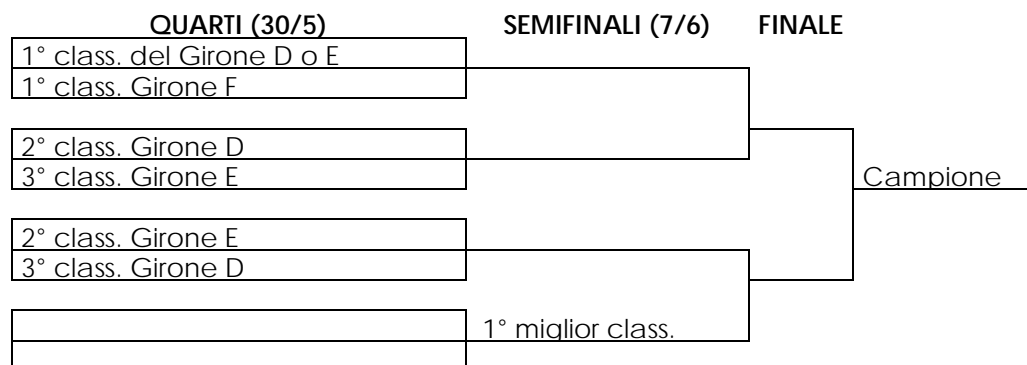 QUARTI (30/5) SEMIFINALI (7/6) FINALE
1° class. del Girone D o E
1° class. Girone F
2° class. Girone D
3° class. Girone E
Campione
2° class. Girone E
3° class. Girone D
1° miglior class.